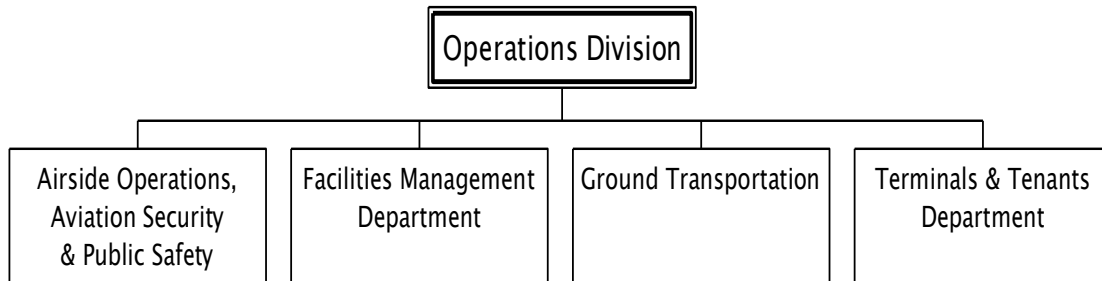 Operations Division
Airside Operations,
Aviation Security
& Public Safety
Facilities Management
Department
Ground Transportation
Terminals & Tenants
Department